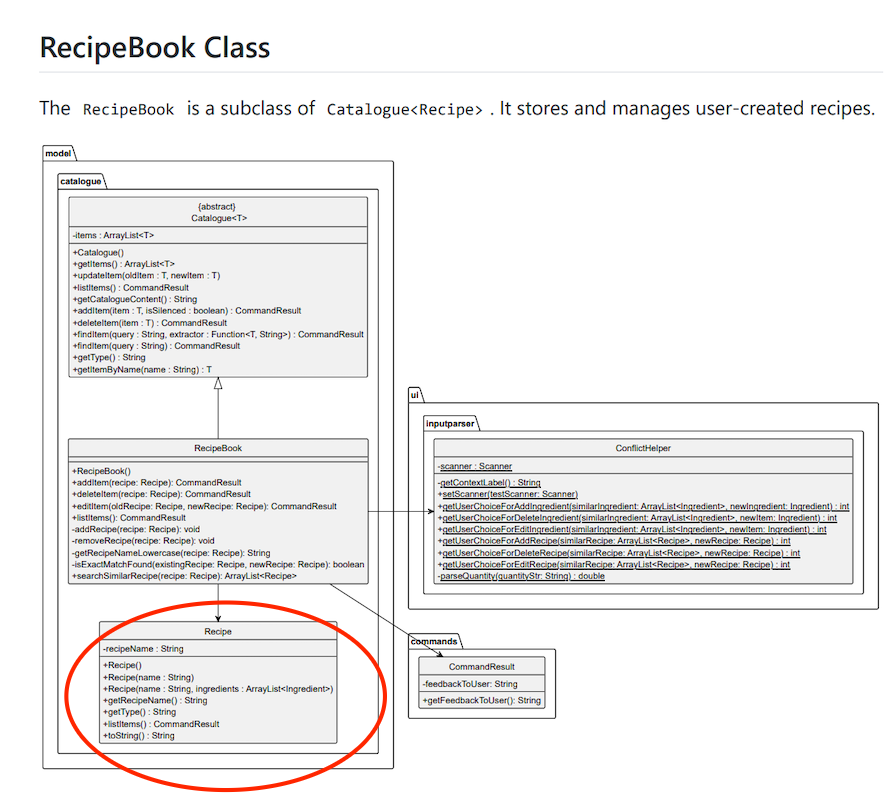 RecipeBook Class
The RecipeBook is a subclass of Catalogue<Recipe> . It stores and manages user-created recipes.
model
catalogue
{abstract}
Catalogue<T>
-items : ArrayList<T>
+Catalogue()
+getItems() : ArrayList<T>
+updateItem(oldItem : T, newItem : T)
+listItems() : CommandResult
+getCatalogueContent() : String
+addItem(item : T, isSilenced : boolean) : CommandResult
+deleteItem(item : T) : CommandResult
+findItem(query : String, extractor : Function<T, String>) : CommandResult
+findItem(query : String) : CommandResult
+getType() : String
+getItemByName(name : String) : T
RecipeBook
+RecipeBook()
+addItem(recipe: Recipe): CommandResult
+deleteItem(recipe: Recipe): CommandResult
+editItem(oldRecipe: Recipe, newRecipe: Recipe): CommandResult
+listItems(): CommandResult
-addRecipe(recipe: Recipe): void
-removeRecipe(recipe: Recipe): void
-getRecipeNameLowercase(recipe: Recipe): String
-isExactMatchFound(existingRecipe: Recipe, newRecipe: Recipe): boolean
+searchSimilarRecipe(recipe: Recipe): ArrayList<Recipe>
Recipe
-recipeName : String
+Recipe()
+Recipe(name : String)
+Recipe(name : String, ingredients : ArrayList<Ingredient>)
+getRecipeName() : String
+getType() : String
+listItems() : CommandResult
+toString() : String
ui
inputparser
ConflictHelper
-scanner : Scanner
-getContextLabel() : String
+setScanner(testScanner: Scanner)
+getUserChoiceForAddIngredient(similarIngredient: ArrayList<Ingredient>, newIngredient: Ingredient) : int
+getUserChoiceForDeleteIngredient(similarIngredient: ArrayList<Ingredient>, newItem: Ingredient) : int
+getUserChoiceForEditIngredient(similarIngredient: ArrayList<Ingredient>, newItem: Ingredient) : int
+getUserChoiceForAddRecipe(similarRecipe: ArrayList<Recipe>, newRecipe: Recipe) : int
+getUserChoiceForDeleteRecipe(similarRecipe: ArrayList<Recipe>, newRecipe: Recipe) : int
+getUserChoiceForEditRecipe(similarRecipe: ArrayList<Recipe>, newRecipe: Recipe) : int
-parseQuantity(quantityStr: String) : double
commands
CommandResult
-feedbackToUser: String
+getFeedbackToUser(): String